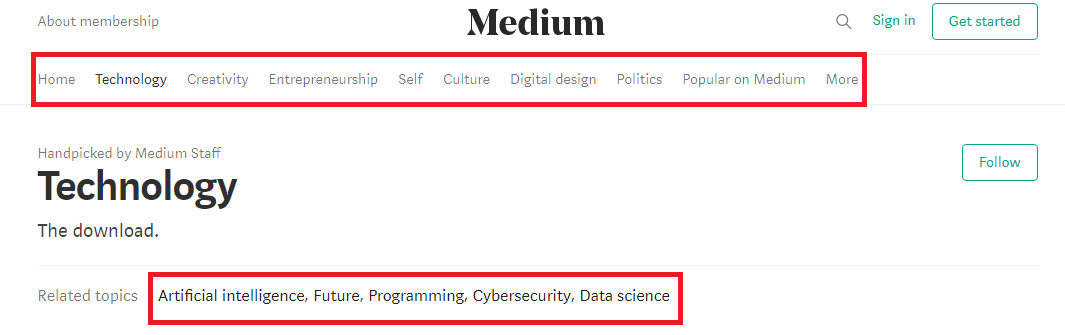 About membership Medium Sign in Get started
Home Technology Creativity Entrepreneurship Self Culture Digital design Politics Popular on Medium More
Handpicked by Medium Staff
Technology Follow
The download.
Related topics Artificial intelligence, Future, Programming, Cybersecurity, Data science